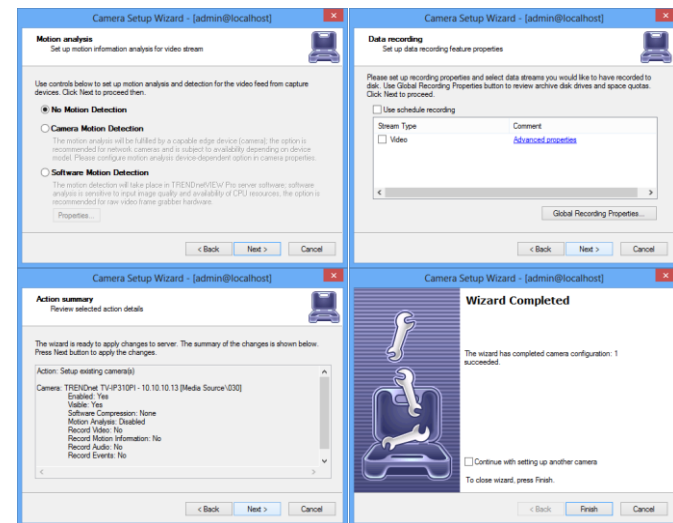 Camera Setup Wizard - [admin@localhost]
Motion analysis
Set up motion information analysis for video stream
Use controls below to set up motion analysis and detection for the video feed from capture
devices. Click Next to proceed then.
No Motion Detection
Camera Motion Detection
The motion analysis will be fulfilled by a capable edge device (camera); the option is
recommended for network cameras and is subject to availability depending on device
model. Please configure motion analysis device-dependent option in camera properties.
Software Motion Detection
The motion detection will take place in TRENDnetVIEW Pro server software; software
analysis is sensitive to input image quality and availability of CPU resources, the option is
recommended for raw video frame grabber hardware.
Properties...
< Back
Next >
Cancel
Camera Setup Wizard - [admin@localhost]
Data recording
Set up data recording feature properties
Please set up recording properties and select data streams you would like to have recorded to
disk. Use Global Recording Properties button to review archive disk drives and space quotas.
Click Next to proceed.
Use schedule recording
Stream Type Comment
Video Advanced properties
Global Recording Properties...
< Back
Next >
Cancel
Camera Setup Wizard - [admin@localhost]
Action summary
Review selected action details
The wizard is ready to apply changes to server. The summary of the changes is shown below.
Press Next button to apply the changes.
Action: Setup existing camera(s)
Camera: TRENDnet TV-IP310PI - 10.10.10.13 [Media Source\030]
Enabled: Yes
Visible: Yes
Software Compression: None
Motion Analysis: Disabled
Record Video: No
Record Motion Information: No
Record Audio: No
Record Events: No
< Back
Next >
Cancel
Camera Setup Wizard - [admin@localhost]
Wizard Completed
The wizard has completed camera configuration: 1
succeeded.
Continue with setting up another camera
To close wizard, press Finish.
< Back
Finish
Cancel